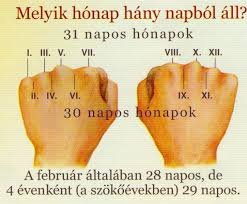 Melyik hónap hány napból áll?
31 napos hónapok
I. III. V. VII. VIII. X. XII.
II. IV. VI. IX. XI.
30 napos hónapok
A február általában 28 napos, de
4 évenként (a szökőévekben) 29 napos.